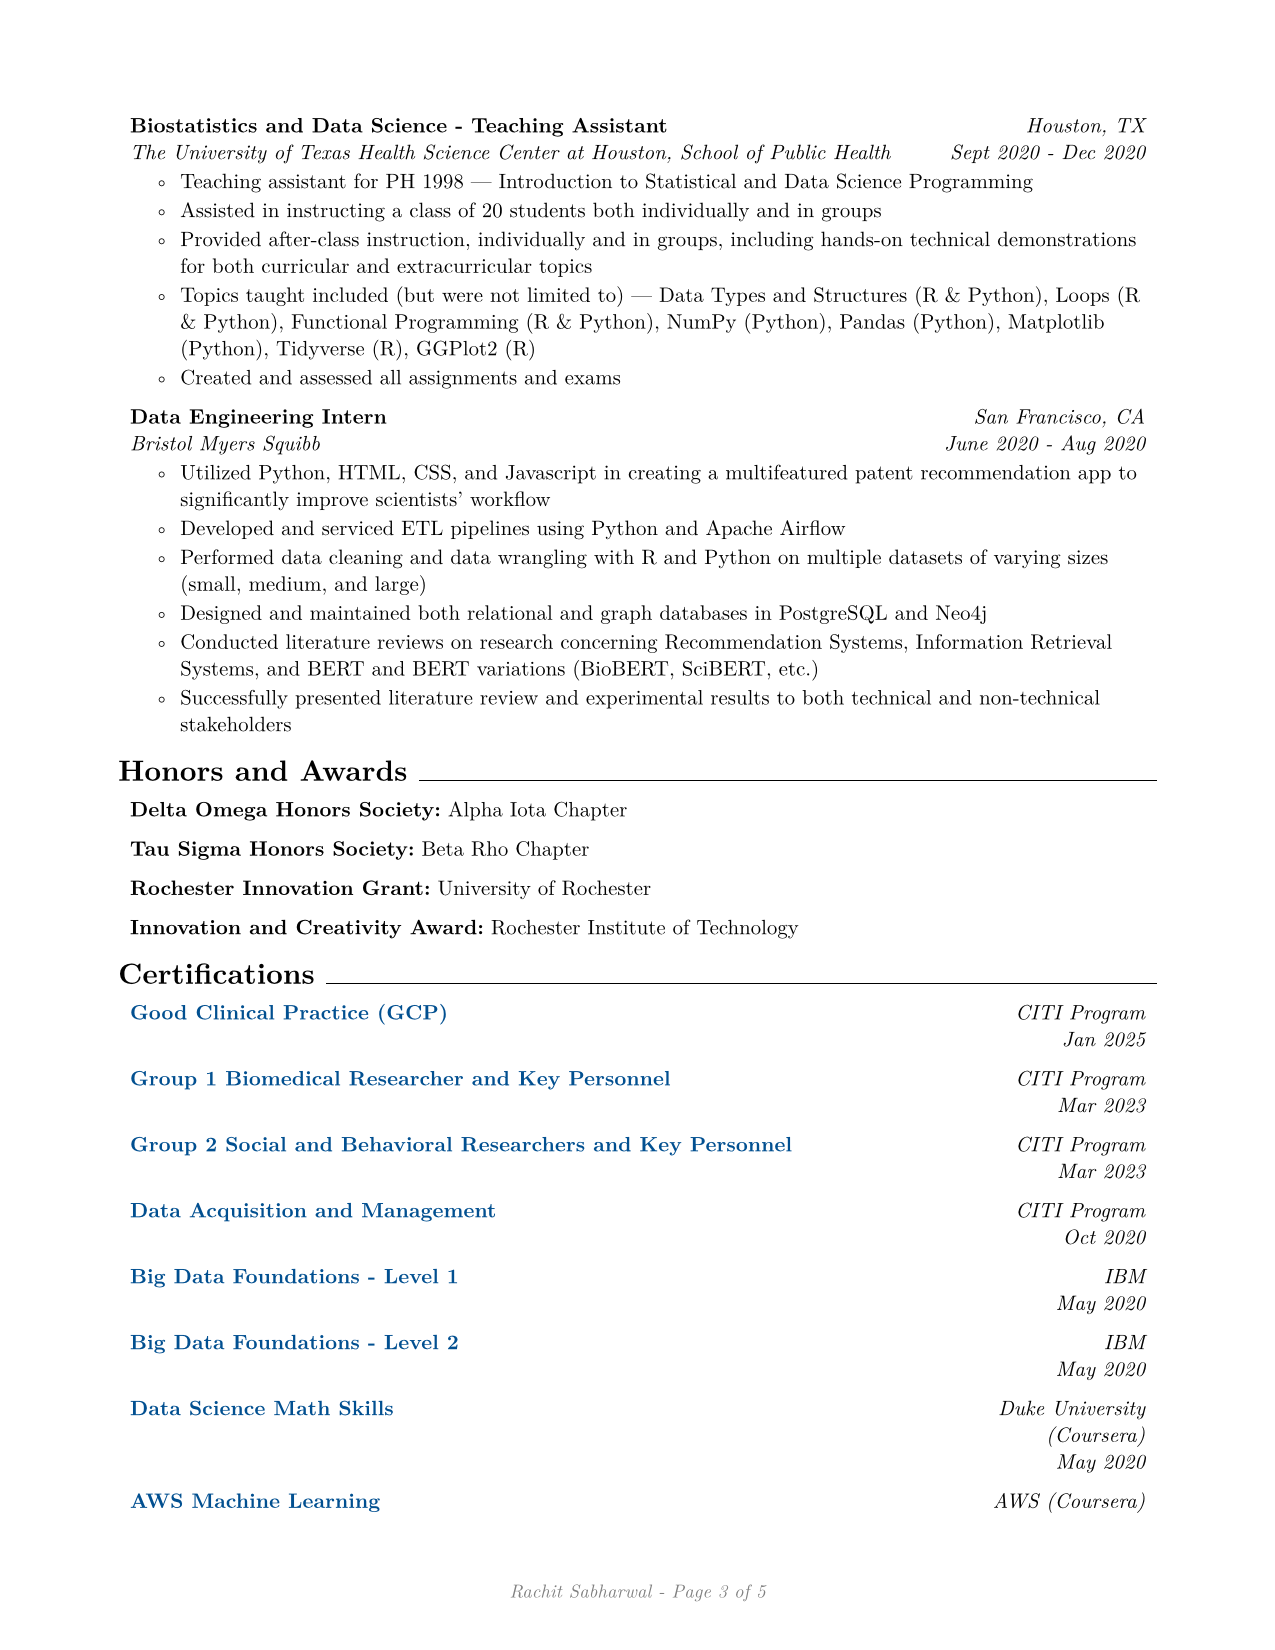 Biostatistics and Data Science - Teaching Assistant Houston, TX
The University of Texas Health Science Center at Houston, School of Public Health Sept 2020 - Dec 2020
◦ Teaching assistant for PH 1998 — Introduction to Statistical and Data Science Programming
◦ Assisted in instructing a class of 20 students both individually and in groups
◦ Provided after-class instruction, individually and in groups, including hands-on technical demonstrations
for both curricular and extracurricular topics
◦ Topics taught included (but were not limited to) — Data Types and Structures (R & Python), Loops (R
& Python), Functional Programming (R & Python), NumPy (Python), Pandas (Python), Matplotlib
(Python), Tidyverse (R), GGPlot2 (R)
◦ Created and assessed all assignments and exams
Data Engineering Intern San Francisco, CA
Bristol Myers Squibb June 2020 - Aug 2020
◦ Utilized Python, HTML, CSS, and Javascript in creating a multifeatured patent recommendation app to
significantly improve scientists' workflow
◦ Developed and serviced ETL pipelines using Python and Apache Airflow
◦ Performed data cleaning and data wrangling with R and Python on multiple datasets of varying sizes
(small, medium, and large)
◦ Designed and maintained both relational and graph databases in PostgreSQL and Neo4j
◦ Conducted literature reviews on research concerning Recommendation Systems, Information Retrieval
Systems, and BERT and BERT variations (BioBERT, SciBERT, etc.)
◦ Successfully presented literature review and experimental results to both technical and non-technical
stakeholders
Honors and Awards
Delta Omega Honors Society: Alpha Iota Chapter
Tau Sigma Honors Society: Beta Rho Chapter
Rochester Innovation Grant: University of Rochester
Innovation and Creativity Award: Rochester Institute of Technology
Certifications
Good Clinical Practice (GCP) CITI Program
Jan 2025
Group 1 Biomedical Researcher and Key Personnel CITI Program
Mar 2023
Group 2 Social and Behavioral Researchers and Key Personnel CITI Program
Mar 2023
Data Acquisition and Management CITI Program
Oct 2020
Big Data Foundations - Level 1 IBM
May 2020
Big Data Foundations - Level 2 IBM
May 2020
Data Science Math Skills Duke University
(Coursera)
May 2020
AWS Machine Learning AWS (Coursera)
Rachit Sabharwal - Page 3 of 5